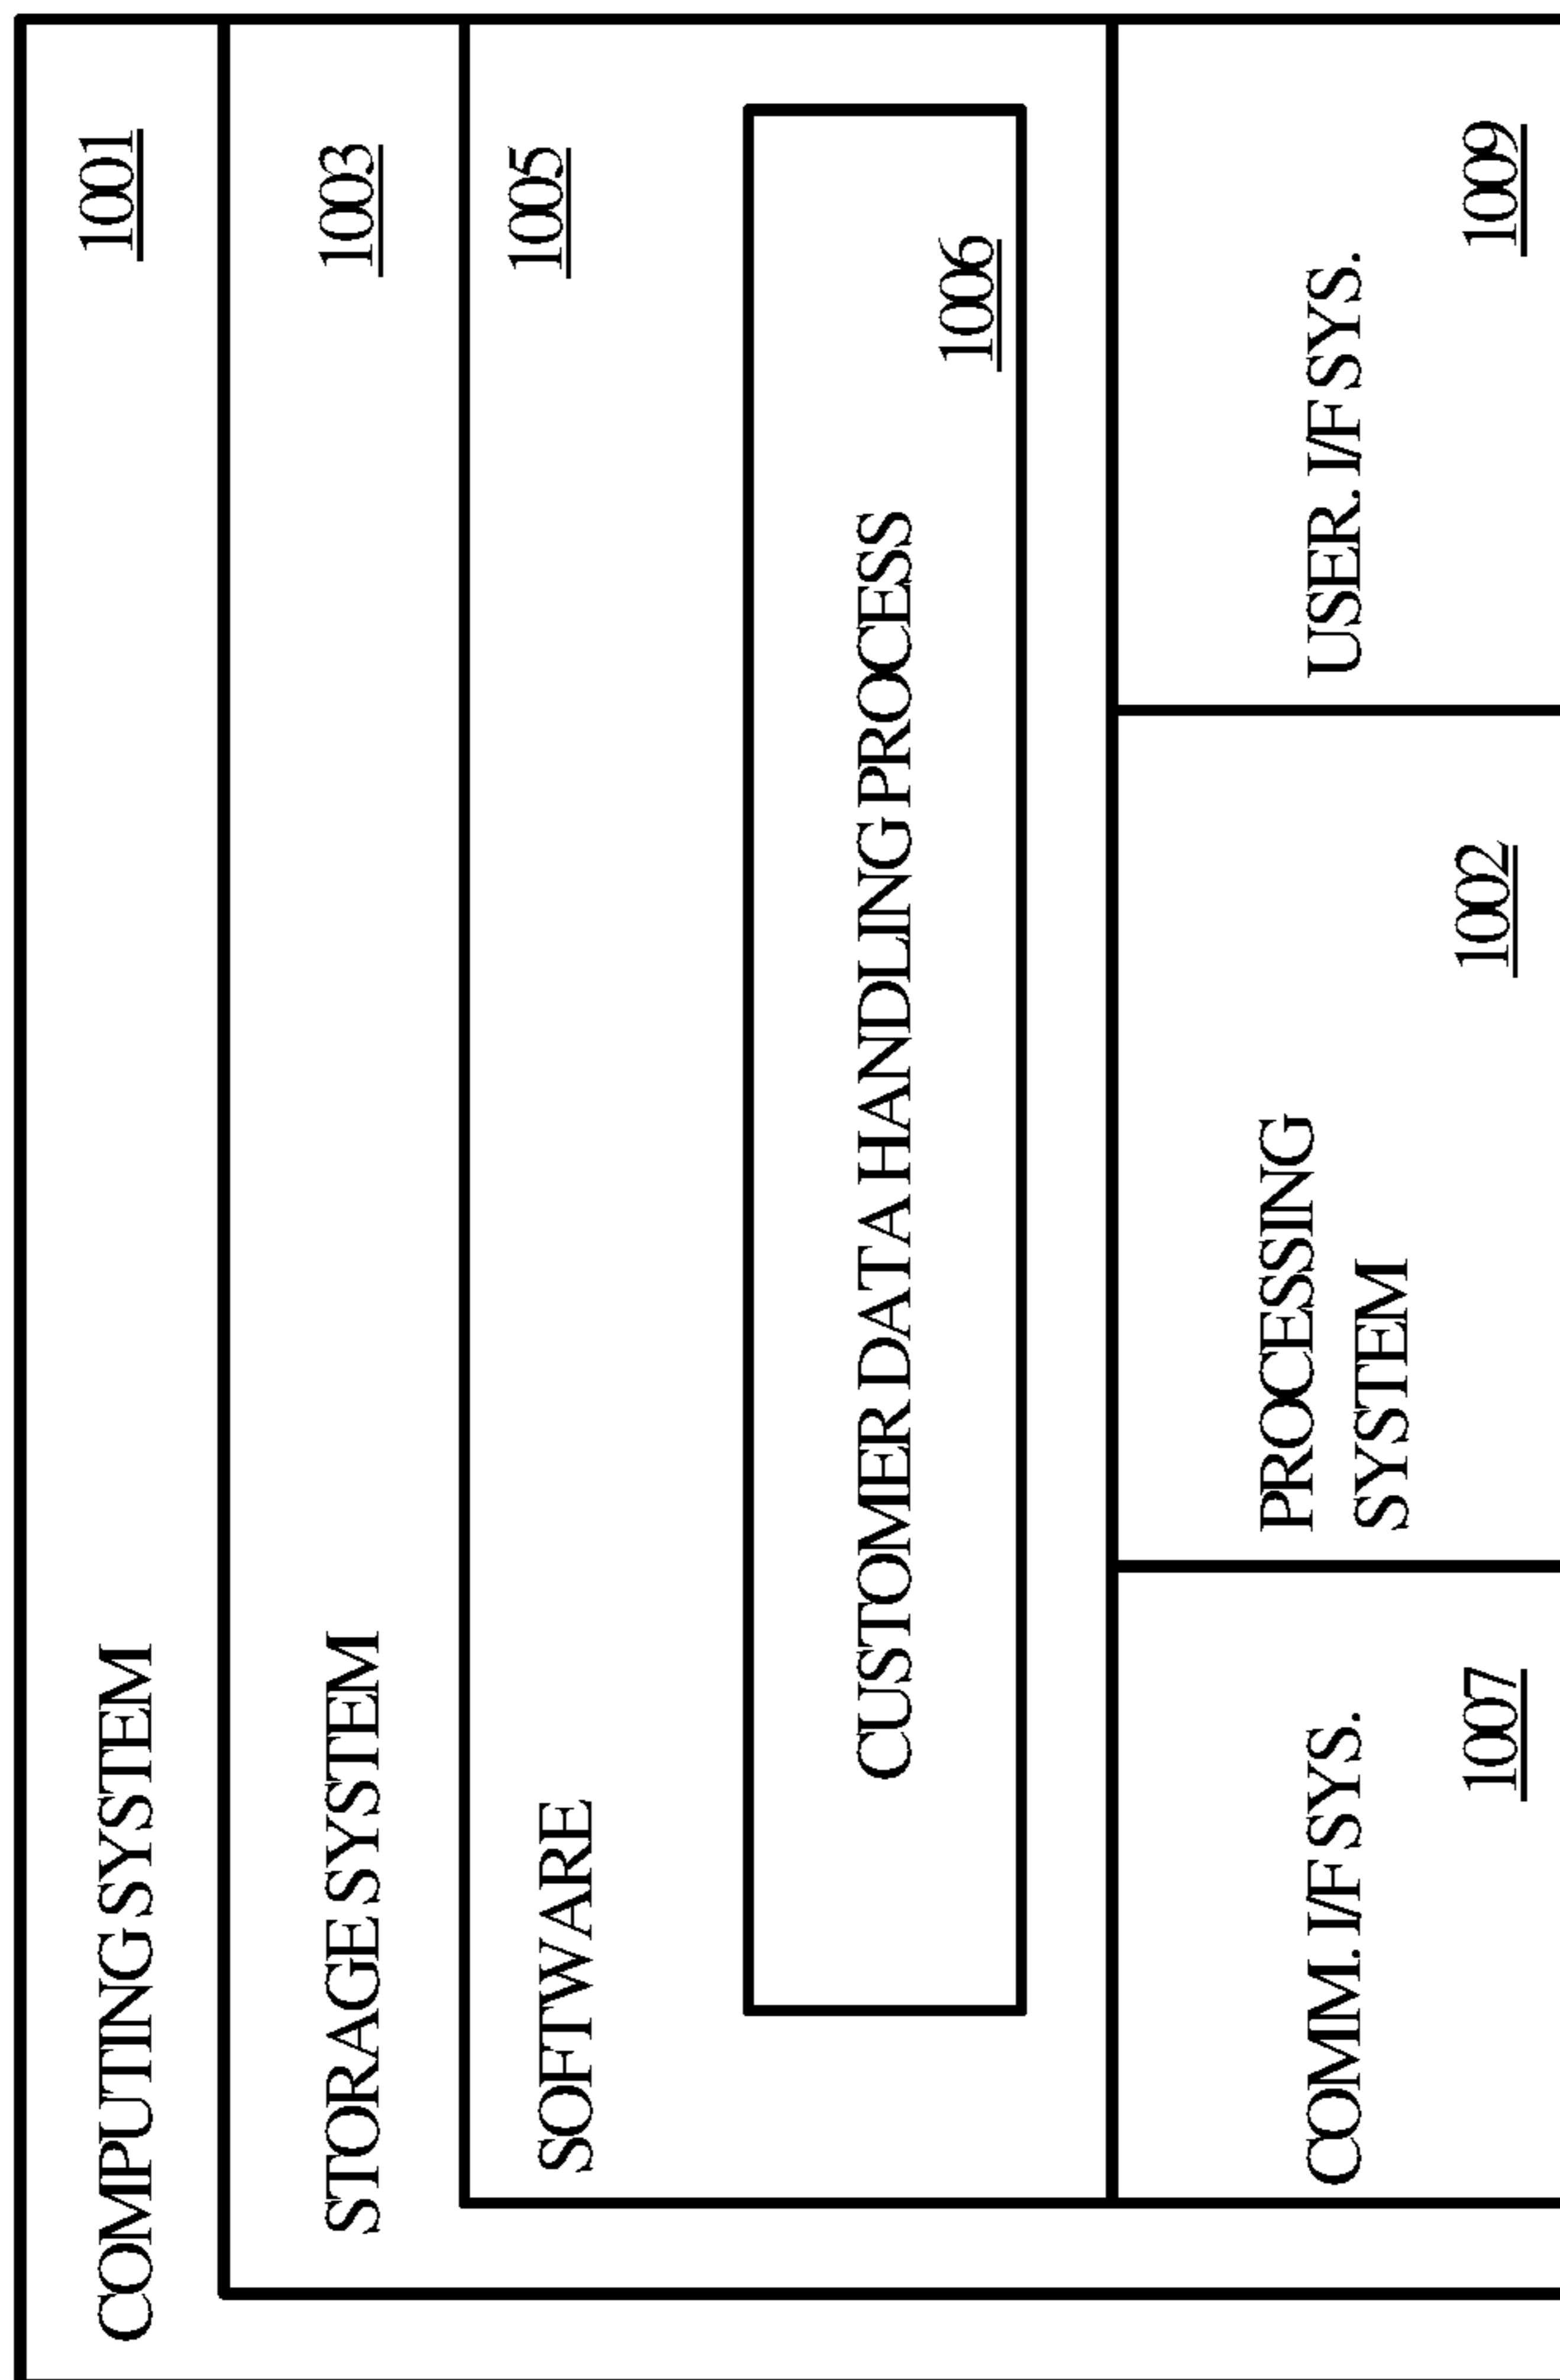 COMPUTING SYSTEM
1001
STORAGE SYSTEM
1003
SOFTWARE
1005
CUSTOMER DATA HANDLING PROCESS
1006
COMM. I/F SYS.
1007
PROCESSING
SYSTEM
1002
USER. I/F SYS.
1009